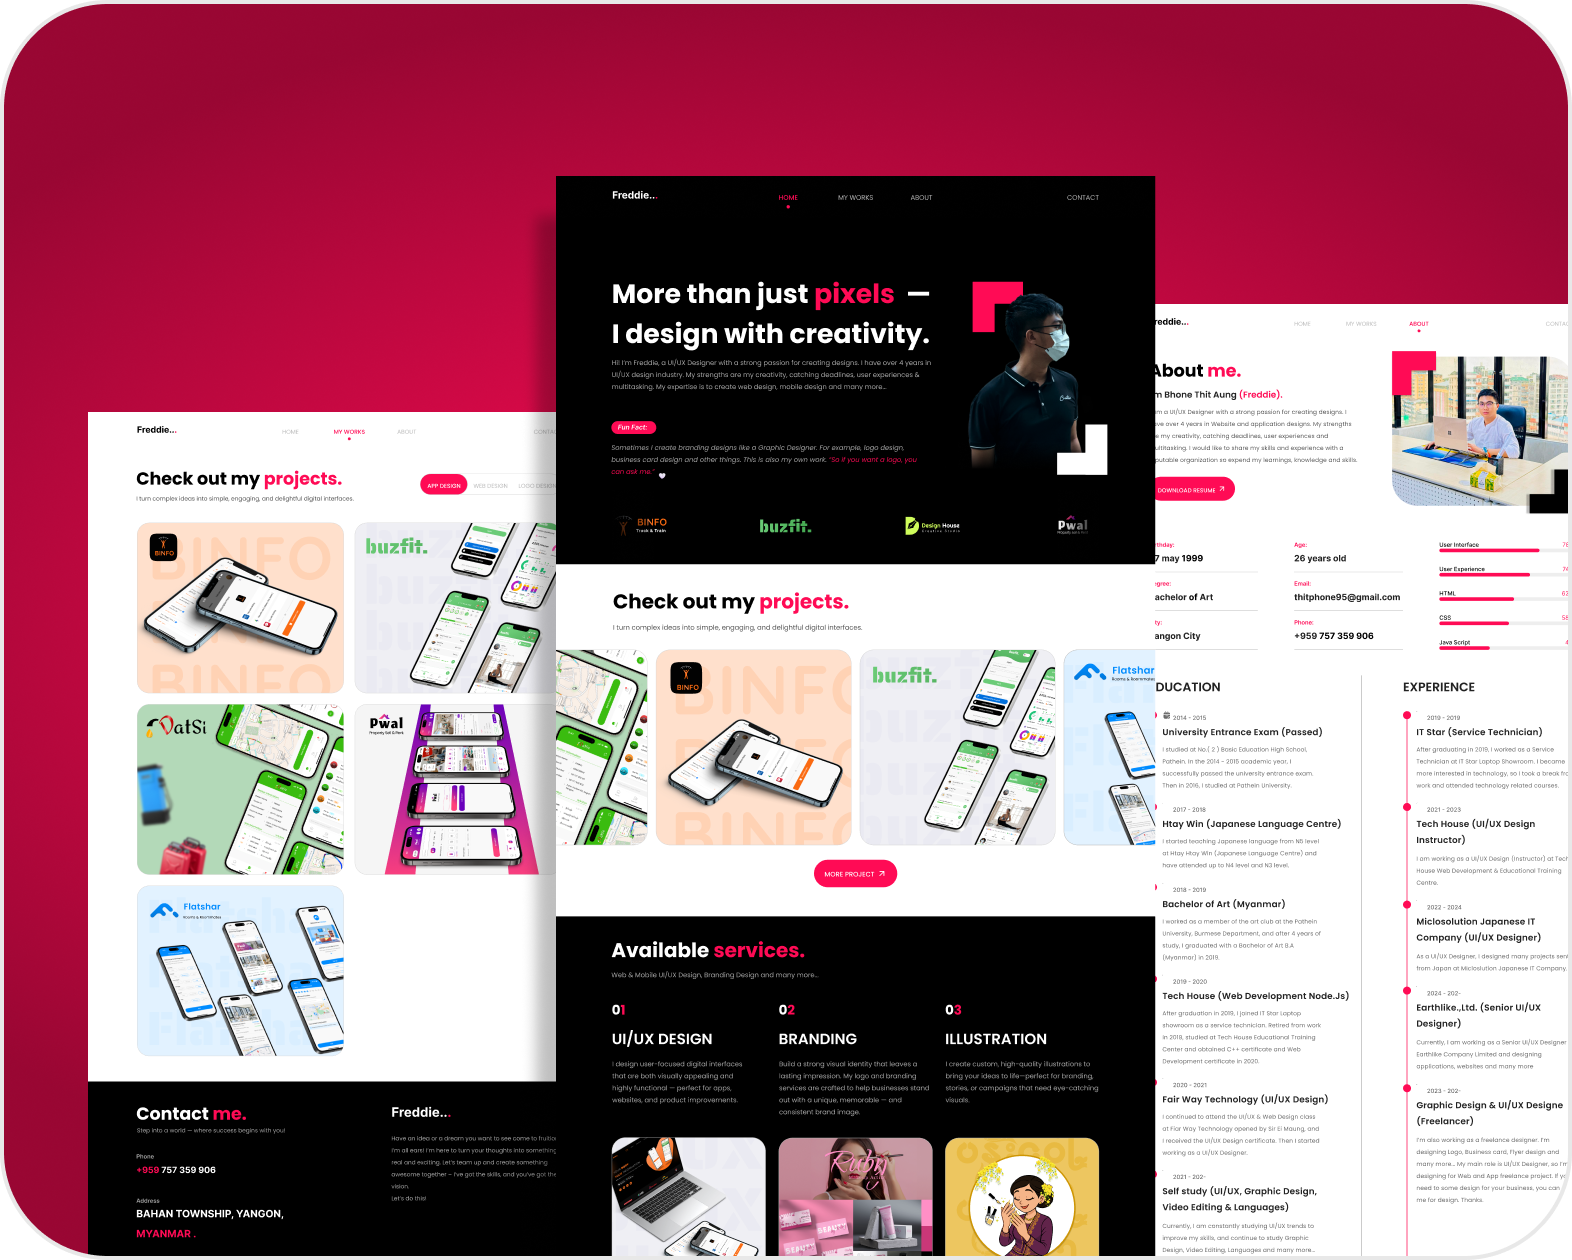 Freddie...
HOME
MY WORKS
ABOUT
CONTACT
More than just pixels —
I design with creativity.
Hi! I'm Freddie, a UI/UX Designer with a strong passion for creating designs. I have over 4 years in
UI/UX design industry. My strengths are my creativity, catching deadlines, user experiences &
multitasking. My expertise is to create web design, mobile design and many more...
Fun Fact:
Sometimes I create branding designs like a Graphic Designer. For example, logo design,
business card design and other things. This is also my own work. "So if you want a logo, you
can ask me."
BINFO
Track & Train
buzfit.
Design House
Creative Studio
Pwal
Property Sell & Rent
Check out my projects.
I turn complex ideas into simple, engaging, and delightful digital interfaces.
BINFO
buzfit.
Flatshar
Rooms & Roommates
MORE PROJECT
Available services.
Web & Mobile UI/UX Design, Branding Design and many more...
01
UI/UX DESIGN
I design user-focused digital interfaces
that are both visually appealing and
highly functional — perfect for apps,
websites, and product improvements.
02
BRANDING
Build a strong visual identity that leaves a
lasting impression. My logo and branding
services are crafted to help businesses stand
out with a unique, memorable — and
consistent brand image.
03
ILLUSTRATION
I create custom, high-quality illustrations to
bring your ideas to life—perfect for branding,
stories, or campaigns that need eye-catching
visuals.
Ruby
BEAUTY
Freddie...
HOME
MY WORKS
ABOUT
Check out my projects.
I turn complex ideas into simple, engaging, and delightful digital interfaces.
APP DESIGN
WEB DESIGN
LOGO DESIGN
BINFO
buzfit.
VatSi
Pwal
Property Sell & Rent
Flatshar
Rooms & Roommates
Contact me.
Step into a world — where success begins with you!
Phone
+959 757 359 906
Address
BAHAN TOWNSHIP, YANGON,
MYANMAR .
Freddie...
Have an idea or a dream you want to see come to fruition
I'm all ears! I'm here to turn your thoughts into something
real and exciting. Let's team up and create something
awesome together – I've got the skills, and you've got the
vision.
Let's do this!
reddie...
HOME
MY WORKS
ABOUT
CONTAC
About me.
m Bhone Thit Aung (Freddie).
am a UI/UX Designer with a strong passion for creating designs. I
ve over 4 years in Website and application designs. My strengths
e my creativity, catching deadlines, user experiences and
ultitasking. I would like to share my skills and experience with a
putable organization so expend my learnings, knowledge and skills.
DOWNLOAD RESUME
thday:
7 may 1999
Age:
26 years old
egree:
achelor of Art
Email:
thitphone95@gmail.com
ty:
angon City
Phone:
+959 757 359 906
User Interface
User Experience
HTML
CSS
Java Script
DUCATION
2014 - 2015
University Entrance Exam (Passed)
I studied at No.( 2 ) Basic Education High School,
Pathein. In the 2014 - 2015 academic year, I
successfully passed the university entrance exam.
Then in 2016, I studied at Pathein University.
2017 - 2018
Htay Win (Japanese Language Centre)
I started teaching Japanese language from N5 level
at Htay Htay Win (Japanese Language Centre) and
have attended up to N4 level and N3 level.
2018 - 2019
Bachelor of Art (Myanmar)
I worked as a member of the art club at the Pathein
University, Burmese Department, and after 4 years of
study, I graduated with a Bachelor of Art B.A
(Myanmar) in 2019.
2019 - 2020
Tech House (Web Development Node.Js)
After graduation in 2019, I joined IT Star Laptop
showroom as a service technician. Retired from work
in 2019, studied at Tech House Educational Training
Center and obtained C++ certificate and Web
Development certificate in 2020.
2020 - 2021
Fair Way Technology (UI/UX Design)
I continued to attend the UI/UX & Web Design class
at Fiar Way Technology opened by Sir Ei Maung, and
I received the UI/UX Design certificate. Then I started
working as a UI/UX Designer.
2021 - 202-
Self study (UI/UX, Graphic Design,
Video Editing & Languages)
Currently, I am constantly studying UI/UX trends to
improve my skills, and continue to study Graphic
Design, Video Editing, Languages and many more...
EXPERIENCE
2019 - 2019
IT Star (Service Technician)
After graduating in 2019, I worked as a Service
Technician at IT Star Laptop Showroom. I become
more interested in technology, so I took a break fro
work and attended technology related courses.
2021 - 2023
Tech House (UI/UX Design
Instructor)
I am working as a UI/UX Design (Instructor) at Tech
House Web Development & Educational Training
Centre.
2022 - 2024
Miclosolution Japanese IT
Company (UI/UX Designer)
As a UI/UX Designer, I designed many projects sent
from Japan at Miclosolution Japanese IT Company.
2024 - 202-
Earthlike.,Ltd. (Senior UI/UX
Designer)
Currently, I am working as a Senior UI/UX Designer
Earthlike Company Limited and designing
applications, websites and many more
2023 - 202-
Graphic Design & UI/UX Designe
(Freelancer)
I'm also working as a freelance designer. I'm
designing Logo, Business card, Flyer design and
many more... My main role is UI/UX Designer, so I'm
designing for Web and App freelance project. If yo
need to some design for your business, you can
me for design. Thanks.